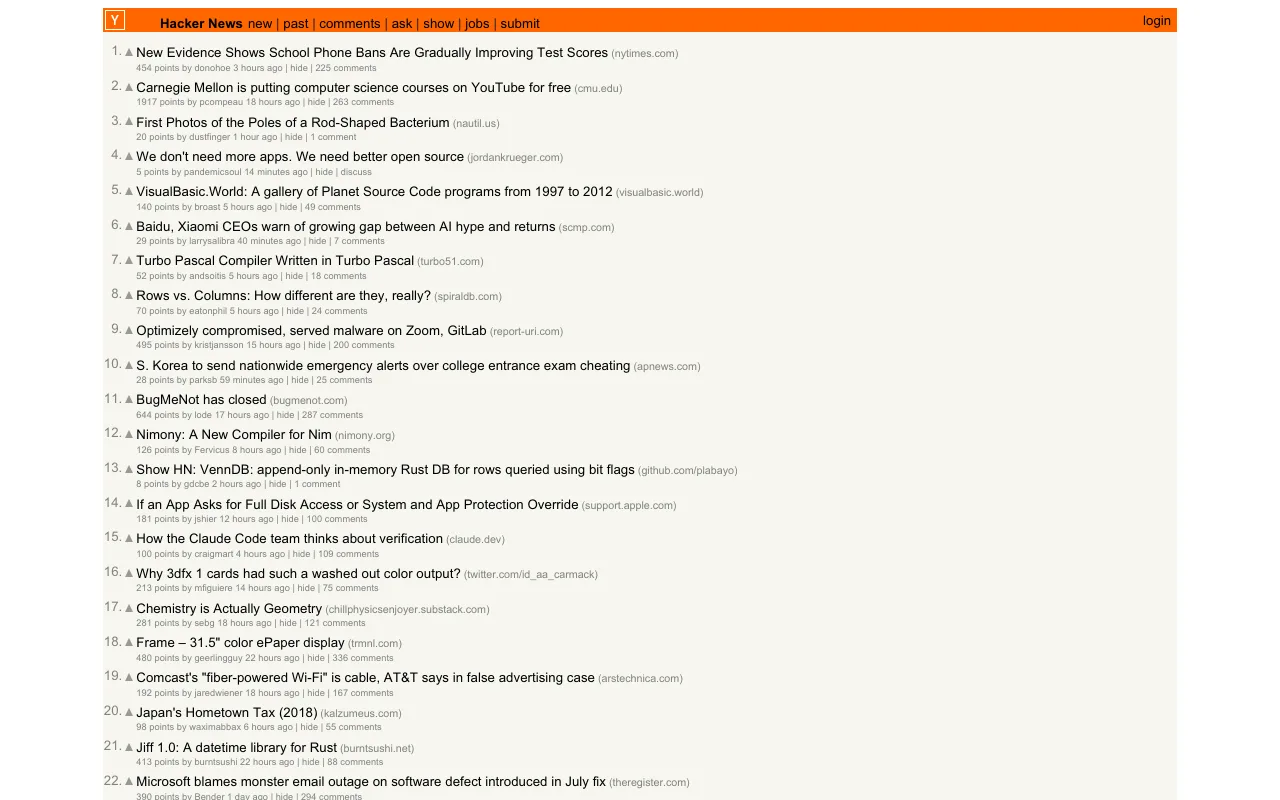 Y Hacker News new | past | comments | ask | show | jobs | submit login
1. ▲ New Evidence Shows School Phone Bans Are Gradually Improving Test Scores (nytimes.com)
454 points by donohoe 3 hours ago | hide | 225 comments
2. ▲ Carnegie Mellon is putting computer science courses on YouTube for free (cmu.edu)
1917 points by pcompeau 18 hours ago | hide | 263 comments
3. ▲ First Photos of the Poles of a Rod-Shaped Bacterium (nautil.us)
20 points by dustfinger 1 hour ago | hide | 1 comment
4. ▲ We don't need more apps. We need better open source (jordankrueger.com)
5 points by pandemicsoul 14 minutes ago | hide | discuss
5. ▲ VisualBasic.World: A gallery of Planet Source Code programs from 1997 to 2012 (visualbasic.world)
140 points by broast 5 hours ago | hide | 49 comments
6. ▲ Baidu, Xiaomi CEOs warn of growing gap between AI hype and returns (scmp.com)
29 points by larrysalibra 40 minutes ago | hide | 7 comments
7. ▲ Turbo Pascal Compiler Written in Turbo Pascal (turbo51.com)
52 points by andsoitis 5 hours ago | hide | 18 comments
8. ▲ Rows vs. Columns: How different are they, really? (spiraldb.com)
70 points by eatonphil 5 hours ago | hide | 24 comments
9. ▲ Optimizely compromised, served malware on Zoom, GitLab (report-uri.com)
495 points by kristjansson 15 hours ago | hide | 200 comments
10. ▲ S. Korea to send nationwide emergency alerts over college entrance exam cheating (apnews.com)
28 points by parksb 59 minutes ago | hide | 25 comments
11. ▲ BugMeNot has closed (bugmenot.com)
644 points by lode 17 hours ago | hide | 287 comments
12. ▲ Nimony: A New Compiler for Nim (nimony.org)
126 points by Fervicus 8 hours ago | hide | 60 comments
13. ▲ Show HN: VennDB: append-only in-memory Rust DB for rows queried using bit flags (github.com/plabayo)
8 points by gdcbe 2 hours ago | hide | 1 comment
14. ▲ If an App Asks for Full Disk Access or System and App Protection Override (support.apple.com)
181 points by jshier 12 hours ago | hide | 100 comments
15. ▲ How the Claude Code team thinks about verification (claude.dev)
100 points by craigmart 4 hours ago | hide | 109 comments
16. ▲ Why 3dfx 1 cards had such a washed out color output? (twitter.com/id_aa_carmack)
213 points by mfiguiere 14 hours ago | hide | 75 comments
17. ▲ Chemistry is Actually Geometry (chillphysicsenjoyer.substack.com)
281 points by sebg 18 hours ago | hide | 121 comments
18. ▲ Frame – 31.5" color ePaper display (trmnl.com)
480 points by geerlingguy 22 hours ago | hide | 336 comments
19. ▲ Comcast's "fiber-powered Wi-Fi" is cable, AT&T says in false advertising case (arstechnica.com)
192 points by jaredwiener 18 hours ago | hide | 167 comments
20. ▲ Japan's Hometown Tax (2018) (kalzumeus.com)
98 points by waximabbax 6 hours ago | hide | 55 comments
21. ▲ Jiff 1.0: A datetime library for Rust (burntsushi.net)
413 points by burntsushi 22 hours ago | hide | 88 comments
22. ▲ Microsoft blames monster email outage on software defect introduced in July fix (theregister.com)
390 points by Bender 1 day ago | hide | 294 comments